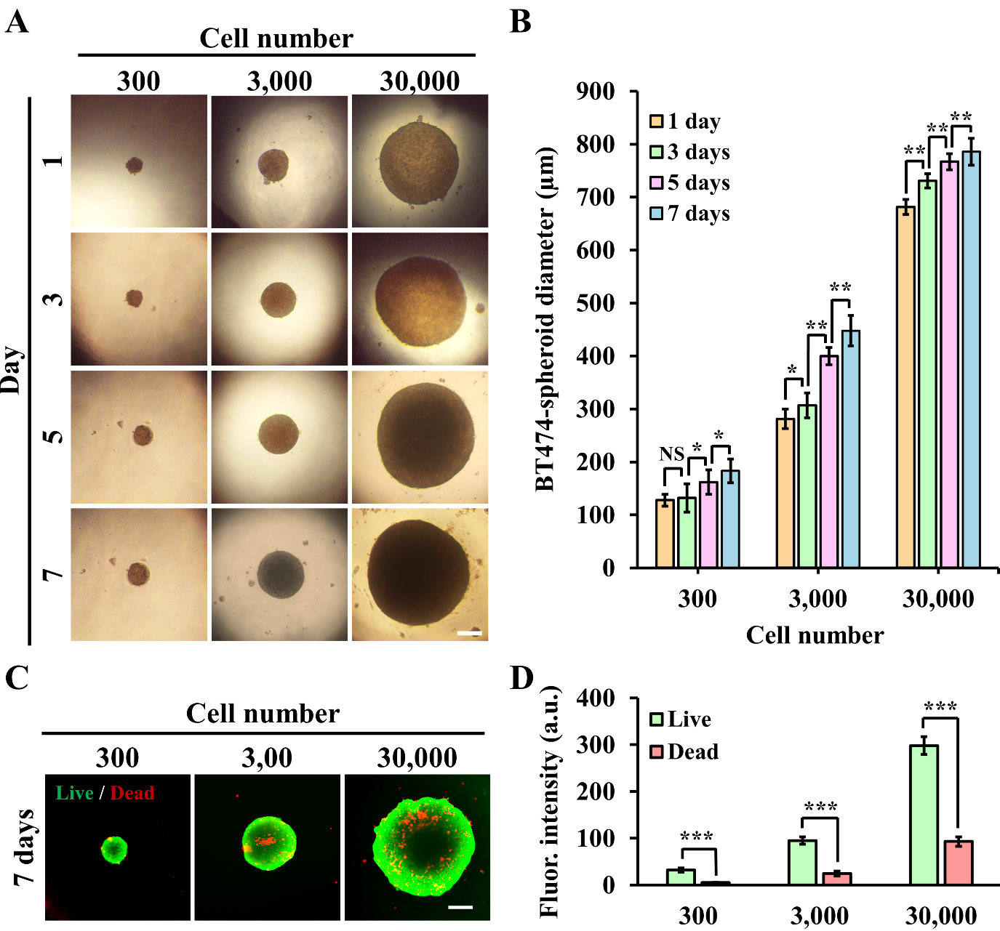 A
Cell number
300 3,000 30,000
Day
1
3
5
7
B
BT474-spheroid diameter (µm)
900
800
700
600
500
400
300
200
100
0
1 day
3 days
5 days
7 days
NS * *
* ** **
** ** **
300 3,000 30,000
Cell number
C
Cell number
300 3,00 30,000
7 days
Live / Dead
D
Fluor. intensity (a.u.)
400
300
200
100
0
Live
Dead
*** *** ***
300 3,000 30,000